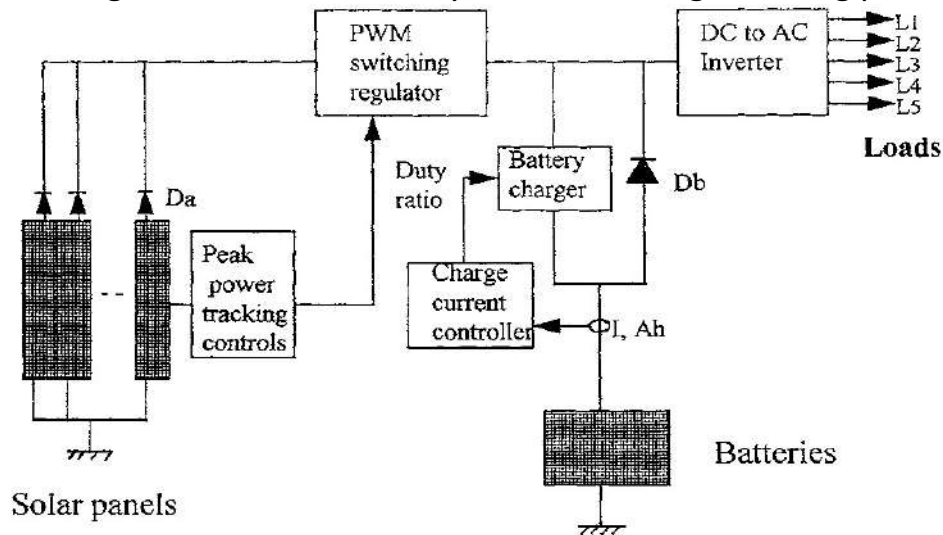 PWM
switching
regulator
DC to AC
Inverter
L1
L2
L3
L4
L5
Loads
Duty
ratio
Battery
charger
Db
Da
Peak
power
tracking
controls
Charge
current
controller
I, Ah
Batteries
Solar panels